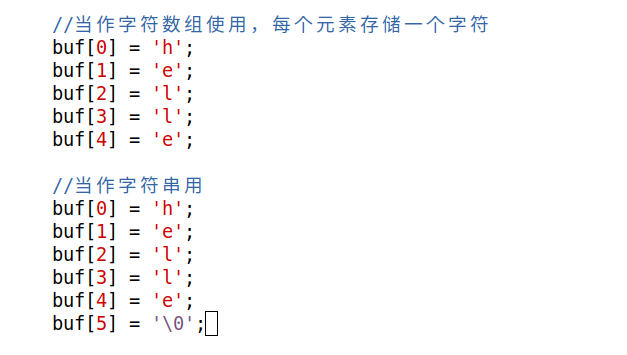 //当作字符数组使用，每个元素存储一个字符
buf[0] = 'h';
buf[1] = 'e';
buf[2] = 'l';
buf[3] = 'l';
buf[4] = 'e';
//当作字符串用
buf[0] = 'h';
buf[1] = 'e';
buf[2] = 'l';
buf[3] = 'l';
buf[4] = 'e';
buf[5] = '\0';